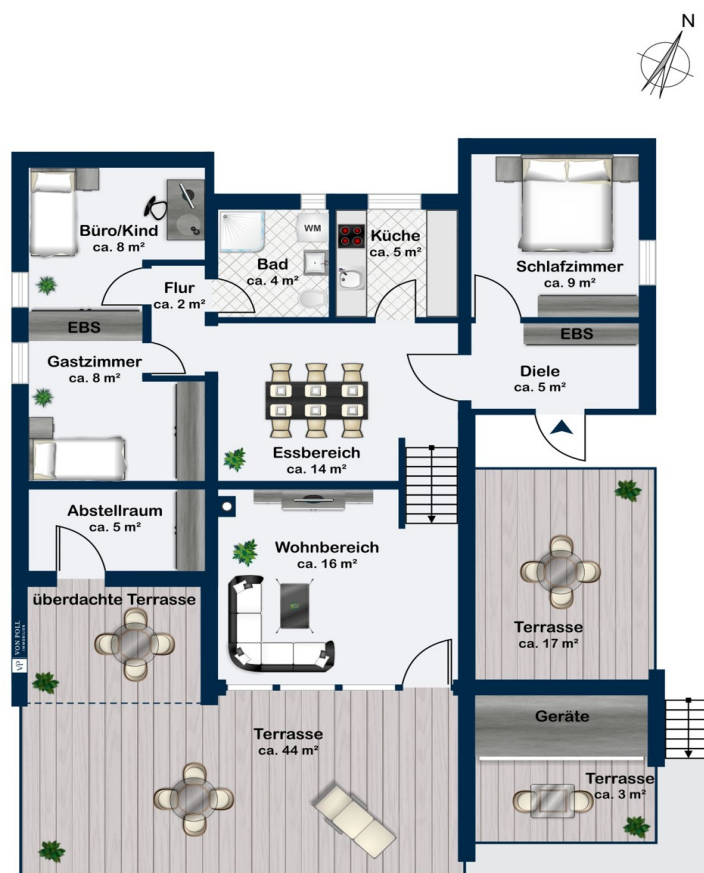 N
Büro/Kind
ca. 8 m²
Flur
ca. 2 m²
Bad
ca. 4 m²
WM
Küche
ca. 5 m²
Schlafzimmer
ca. 9 m²
EBS
EBS
Gastzimmer
ca. 8 m²
Diele
ca. 5 m²
Essbereich
ca. 14 m²
Abstellraum
ca. 5 m²
Wohnbereich
ca. 16 m²
überdachte Terrasse
Terrasse
ca. 17 m²
VP VON POLL
IMMOBILIEN
Terrasse
ca. 44 m²
Geräte
Terrasse
ca. 3 m²